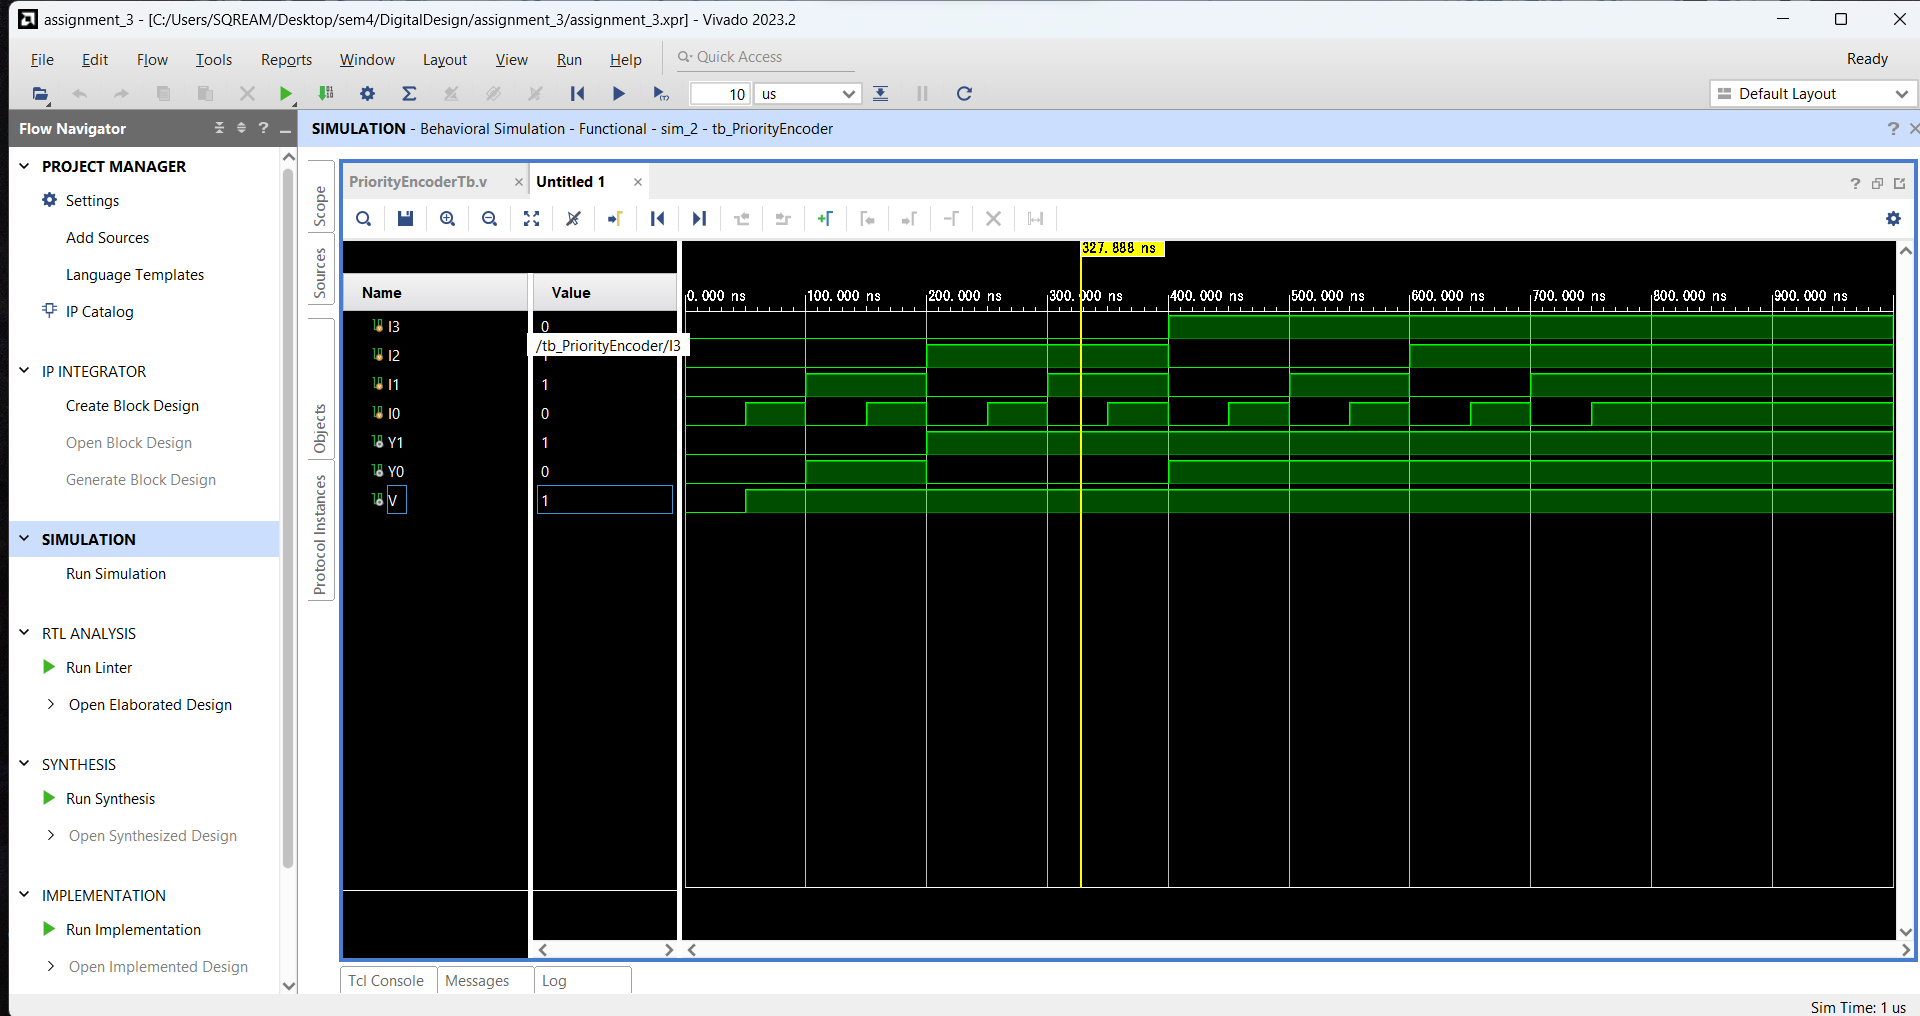 assignment_3 - [C:/Users/SQREAM/Desktop/sem4/DigitalDesign/assignment_3/assignment_3.xpr] - Vivado 2023.2
File Edit Flow Tools Reports Window Layout View Run Help Quick Access Ready
10 us Default Layout
Flow Navigator
SIMULATION - Behavioral Simulation - Functional - sim_2 - tb_PriorityEncoder
PROJECT MANAGER
Settings
Add Sources
Language Templates
IP Catalog
IP INTEGRATOR
Create Block Design
Open Block Design
Generate Block Design
SIMULATION
Run Simulation
RTL ANALYSIS
Run Linter
Open Elaborated Design
SYNTHESIS
Run Synthesis
Open Synthesized Design
IMPLEMENTATION
Run Implementation
Open Implemented Design
Scope
Sources
Objects
Protocol Instances
PriorityEncoderTb.v Untitled 1
327.888 ns
Name Value
0.000 ns 100.000 ns 200.000 ns 300.000 ns 400.000 ns 500.000 ns 600.000 ns 700.000 ns 800.000 ns 900.000 ns
I3 0
/tb_PriorityEncoder/I3
I2
I1 1
I0 0
Y1 1
Y0 0
V 1
Tcl Console Messages Log
Sim Time: 1 us